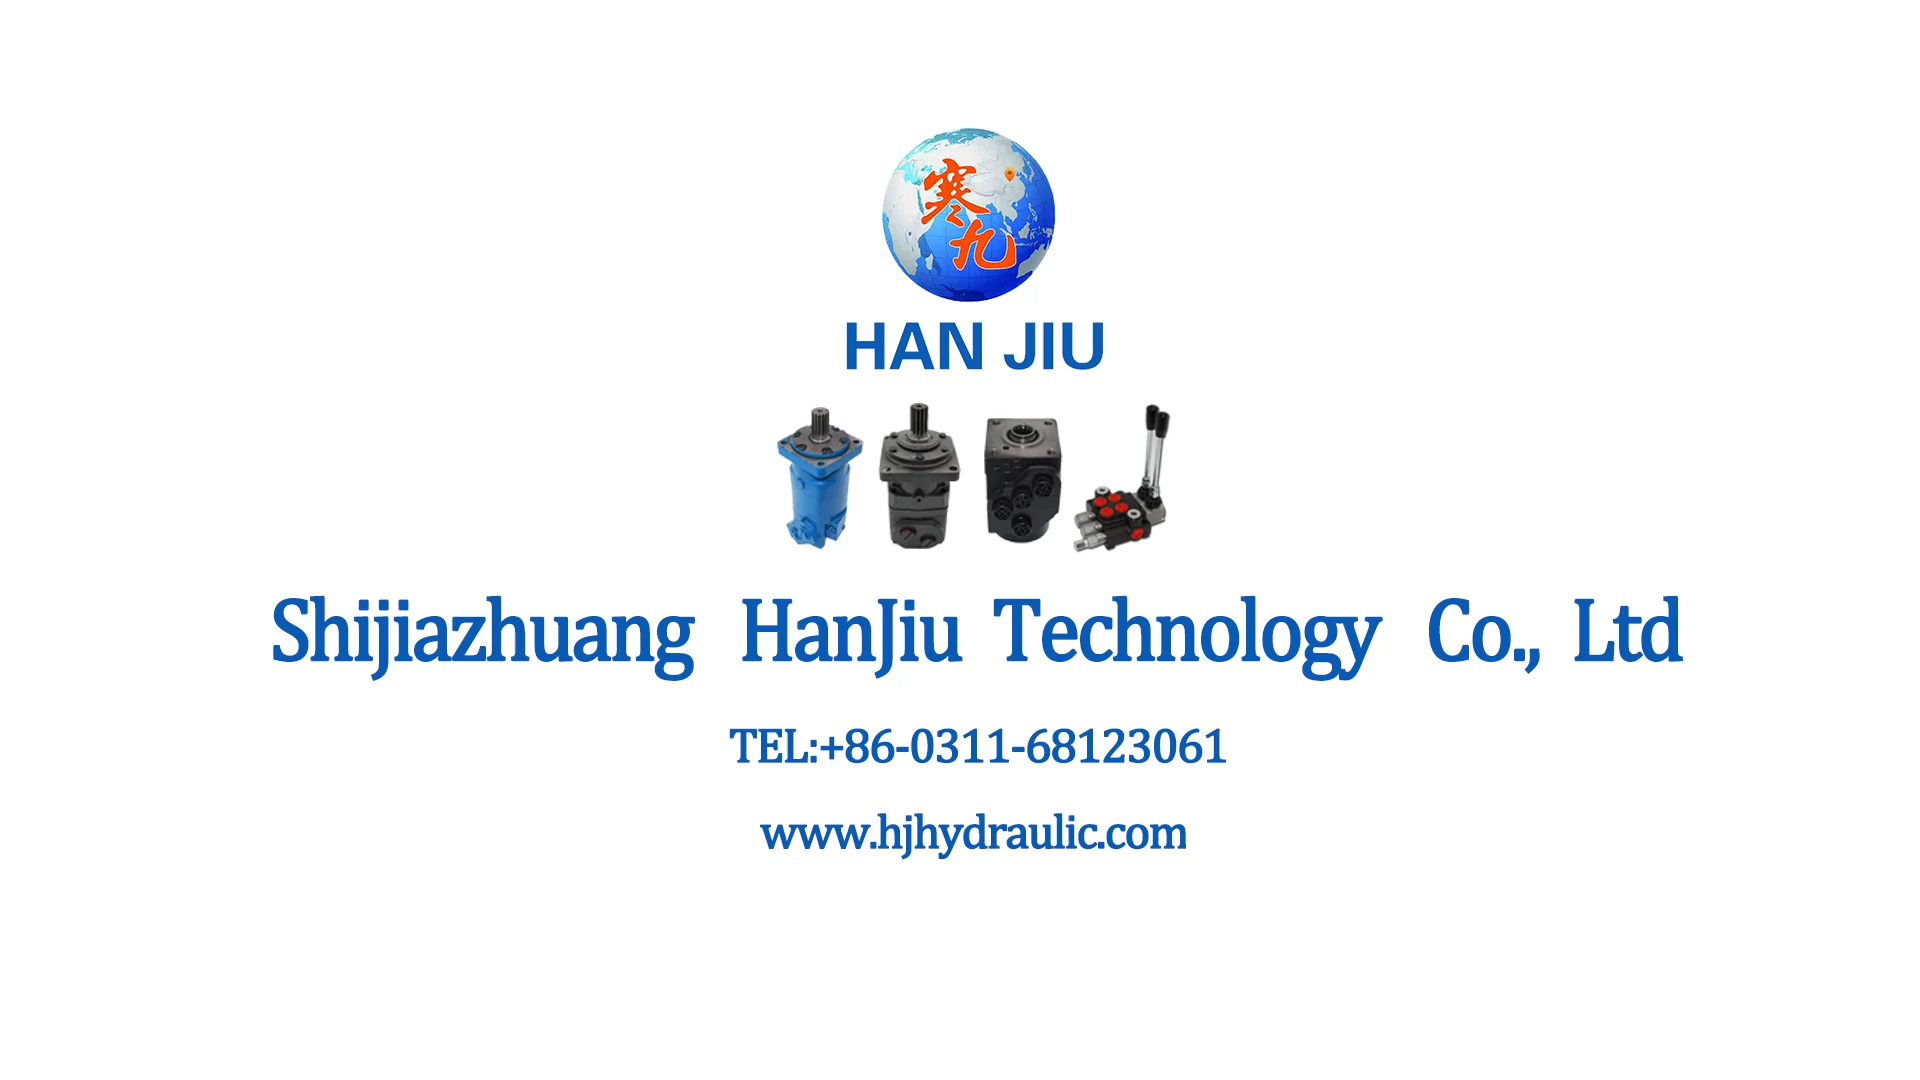 寒九
HAN JIU
Shijiazhuang HanJiu Technology Co., Ltd
TEL:+86-0311-68123061
www.hjhydraulic.com